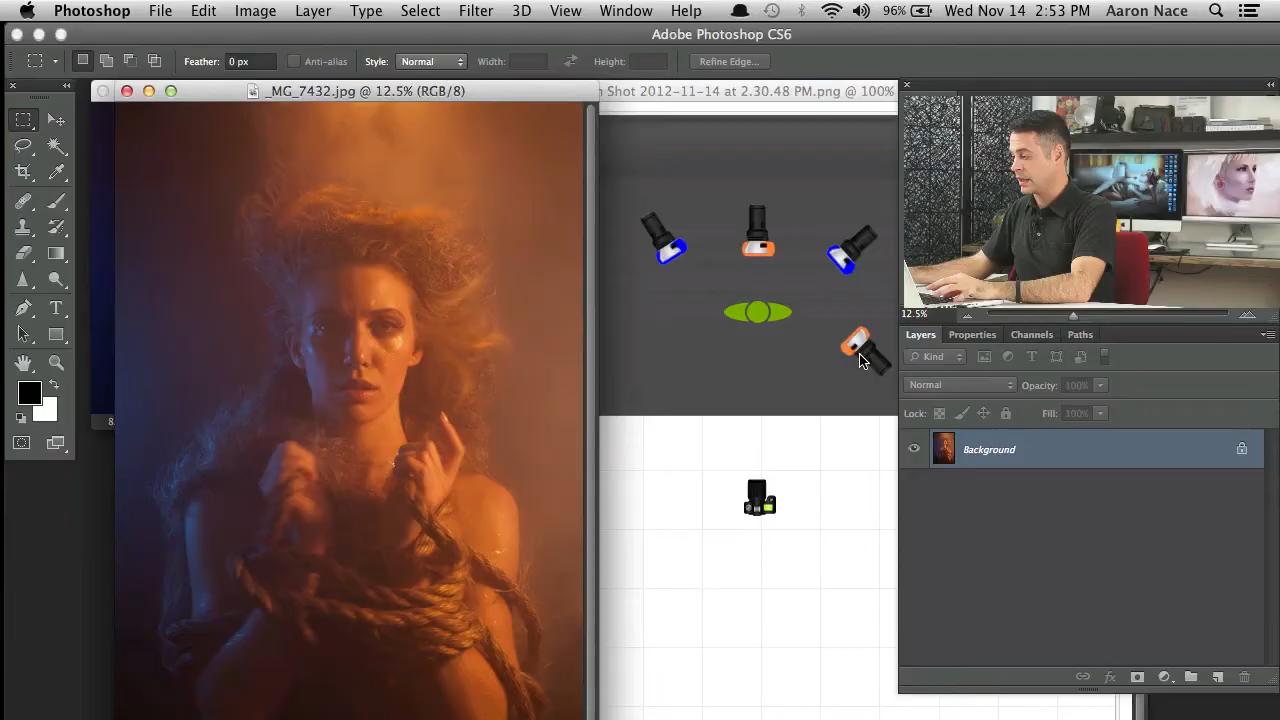 Photoshop File Edit Image Layer Type Select Filter 3D View Window Help 96% Wed Nov 14 2:53 PM Aaron Nace
Adobe Photoshop CS6
Feather: 0 px Anti-alias Style: Normal Width: Height: Refine Edge...
_MG_7432.jpg @ 12.5% (RGB/8)
Shot 2012-11-14 at 2.30.48 PM.png @ 100%
12.5%
Layers Properties Channels Paths
Kind
Normal Opacity: 100%
Lock: Fill: 100%
Background
8